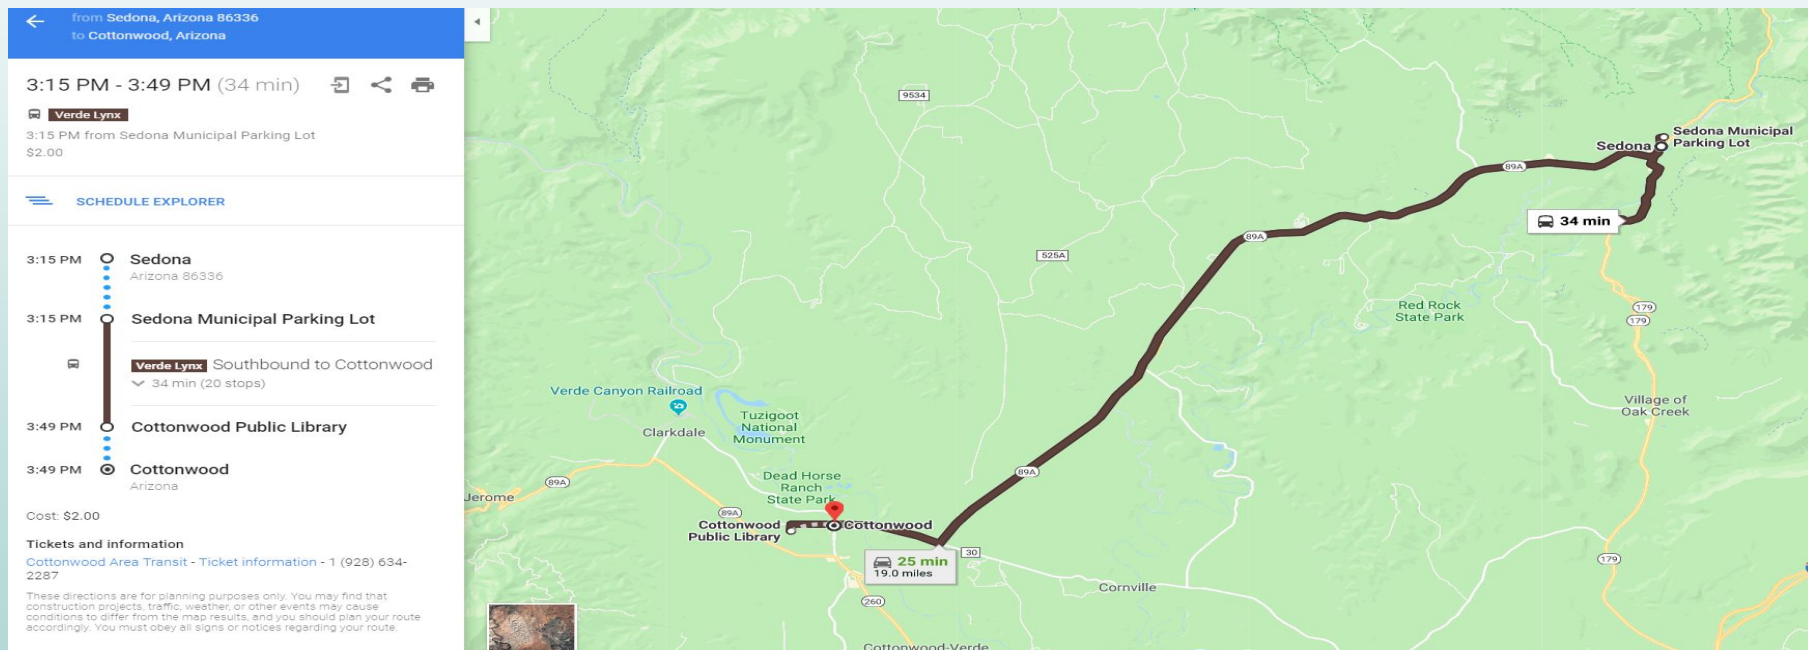 from Sedona, Arizona 86336
to Cottonwood, Arizona
3:15 PM - 3:49 PM (34 min)
Verde Lynx
3:15 PM from Sedona Municipal Parking Lot
$2.00
SCHEDULE EXPLORER
3:15 PM Sedona
Arizona 86336
3:15 PM Sedona Municipal Parking Lot
Verde Lynx Southbound to Cottonwood
34 min (20 stops)
3:49 PM Cottonwood Public Library
3:49 PM Cottonwood
Arizona
Cost: $2.00
Tickets and information
Cottonwood Area Transit - Ticket information - 1 (928) 634-
2287
These directions are for planning purposes only. You may find that
construction projects, traffic, weather, or other events may cause
conditions to differ from the map results, and you should plan your route
accordingly. You must obey all signs or notices regarding your route.
9534
Sedona Municipal
Parking Lot
Sedona
89A
34 min
89A
525A
Red Rock
State Park
179
179
Verde Canyon Railroad
Tuzigoot
National
Monument
Clarkdale
Village of
Oak Creek
Dead Horse
Ranch
State Park
89A
89A
Jerome
89A
Cottonwood
Public Library
Cottonwood
30
25 min
19.0 miles
179
Cornville
260
Cottonwood-Verde